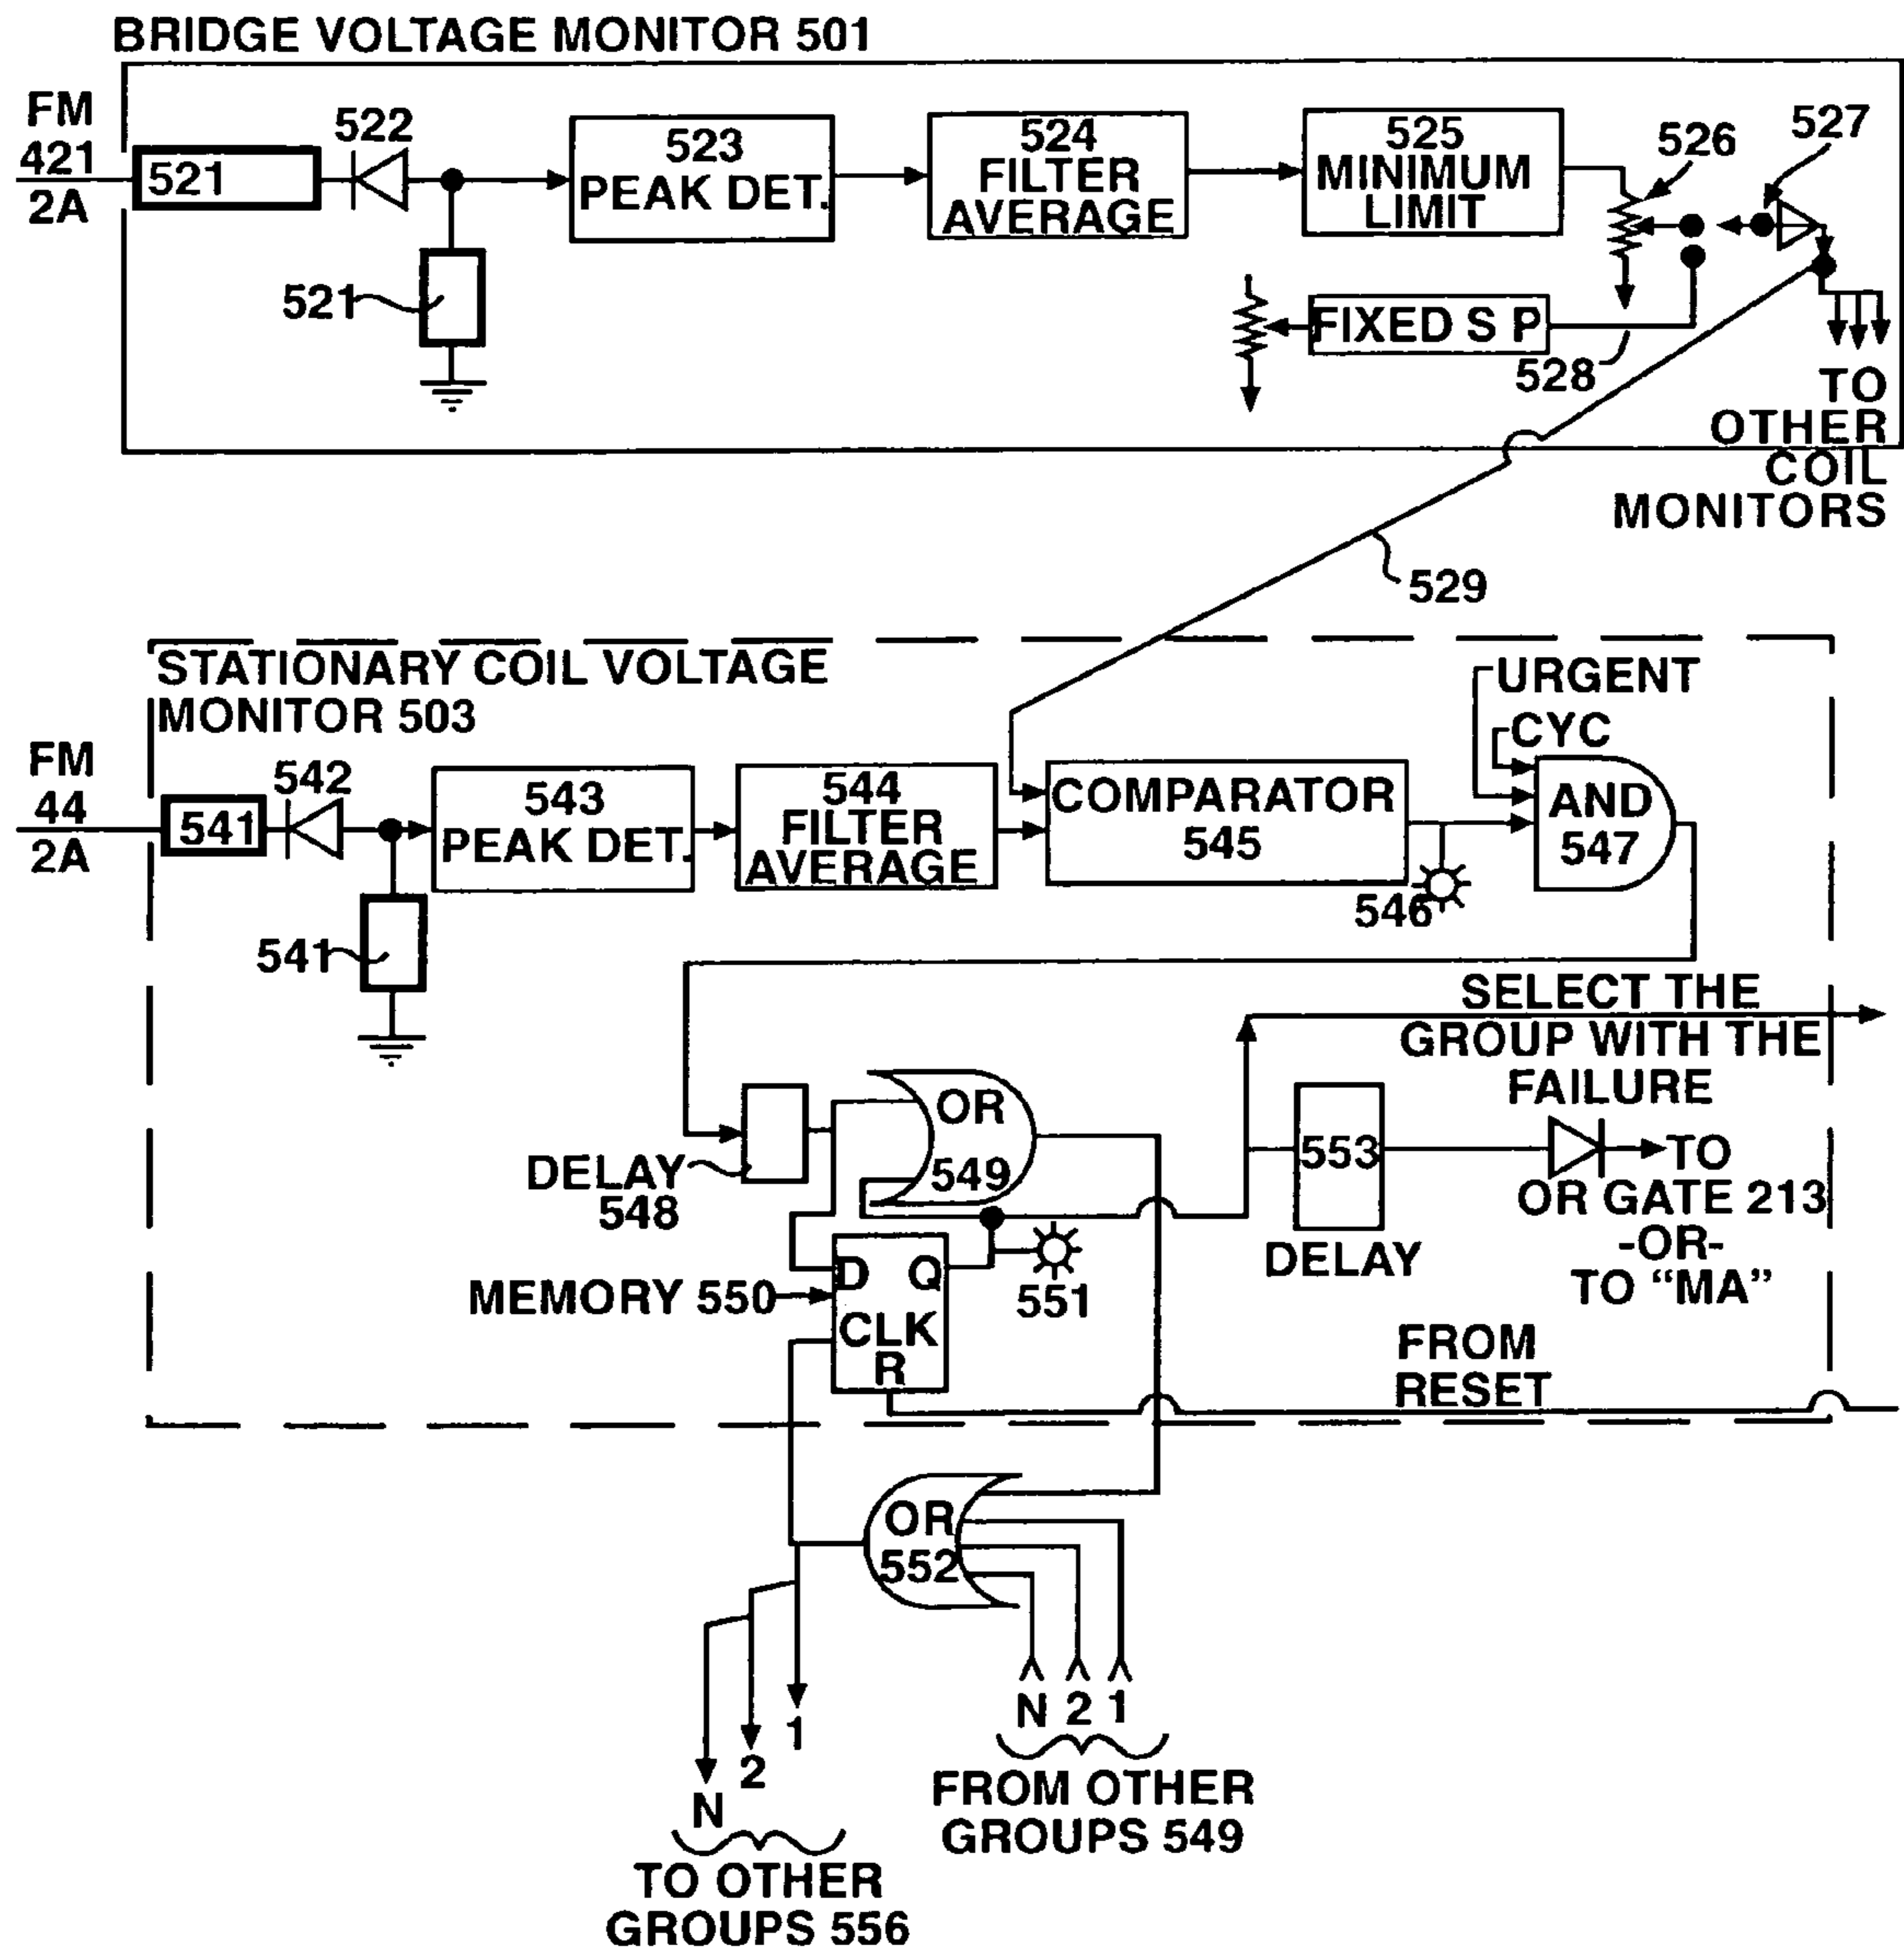 BRIDGE VOLTAGE MONITOR 501
FM
421
2A
521
522
521
523
PEAK DET.
524
FILTER
AVERAGE
525
MINIMUM
LIMIT
526
527
FIXED S P
528
TO
OTHER
COIL
MONITORS
529
STATIONARY COIL VOLTAGE
MONITOR 503
FM
44
2A
541
542
541
543
PEAK DET.
544
FILTER
AVERAGE
COMPARATOR
545
546
URGENT
CYC
AND
547
SELECT THE
GROUP WITH THE
FAILURE
DELAY
548
OR
549
553
DELAY
TO
OR GATE 213
-OR-
TO “MA”
MEMORY 550
D Q
CLK
R
551
FROM
RESET
OR
552
1
2
N
TO OTHER
GROUPS 556
N 2 1
FROM OTHER
GROUPS 549